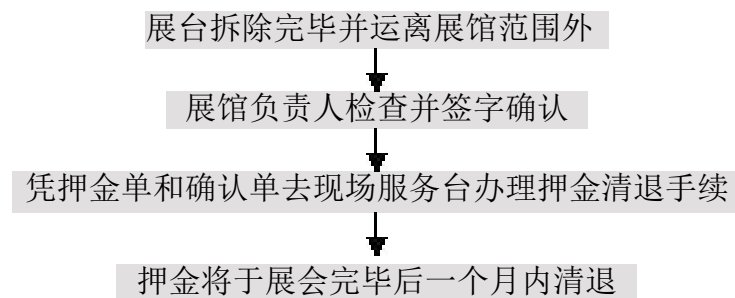 展台拆除完毕并运离展馆范围外
展馆负责人检查并签字确认
凭押金单和确认单去现场服务台办理押金清退手续
押金将于展会完毕后一个月内清退